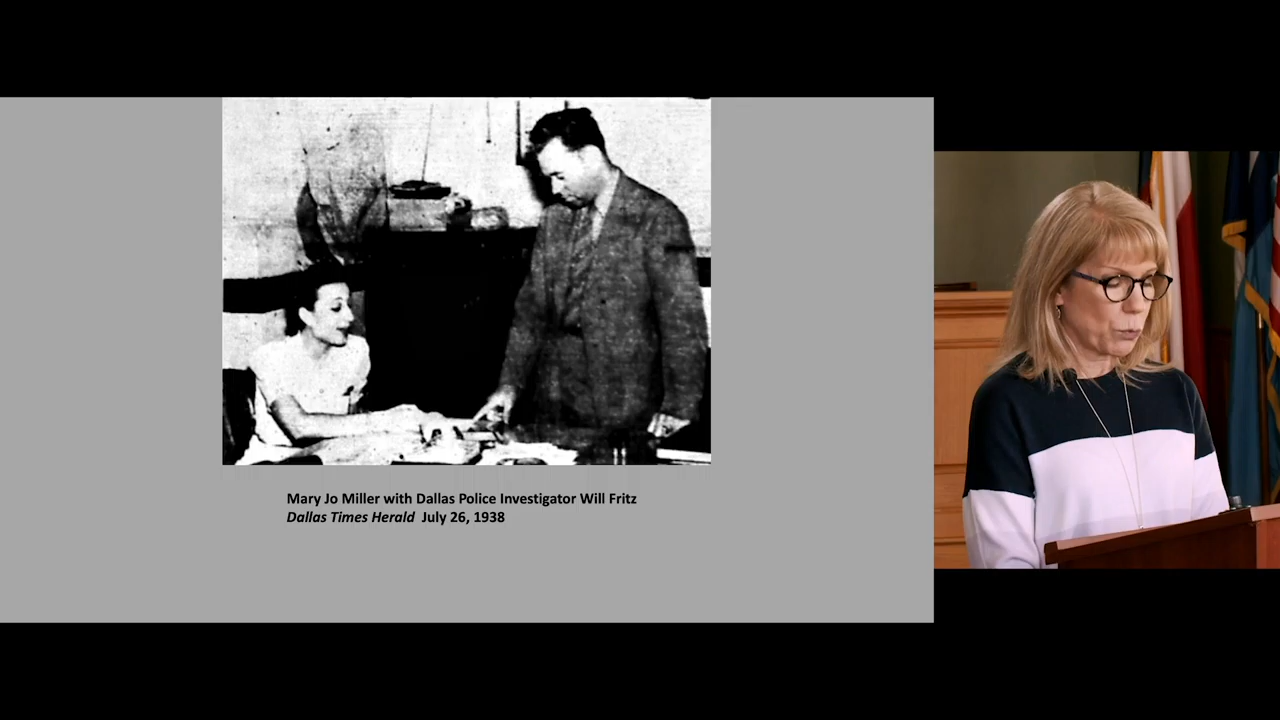 Mary Jo Miller with Dallas Police Investigator Will Fritz
Dallas Times Herald  July 26, 1938